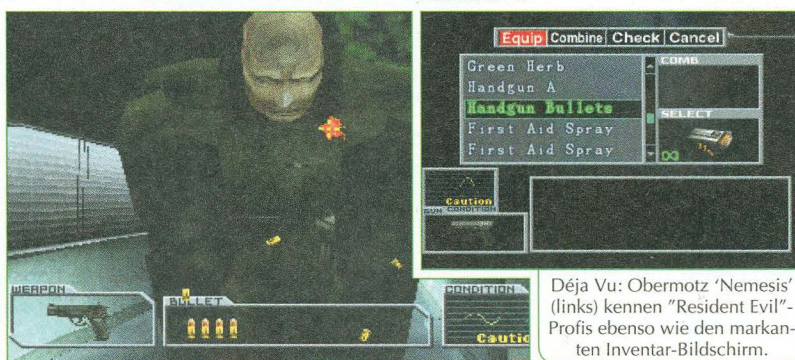 WEAPON
BULLET
CONDITION
Cautio
Equip Combine Check Cancel
Green Herb
Handgun A
Handgun Bullets
First Aid Spray
First Aid Spray
COMB
SELECT
∞
Caution
GUN CONDITION
Déja Vu: Obermotz ‘Nemesis’
(links) kennen ”Resident Evil”-
Profis ebenso wie den markan-
ten Inventar-Bildschirm.